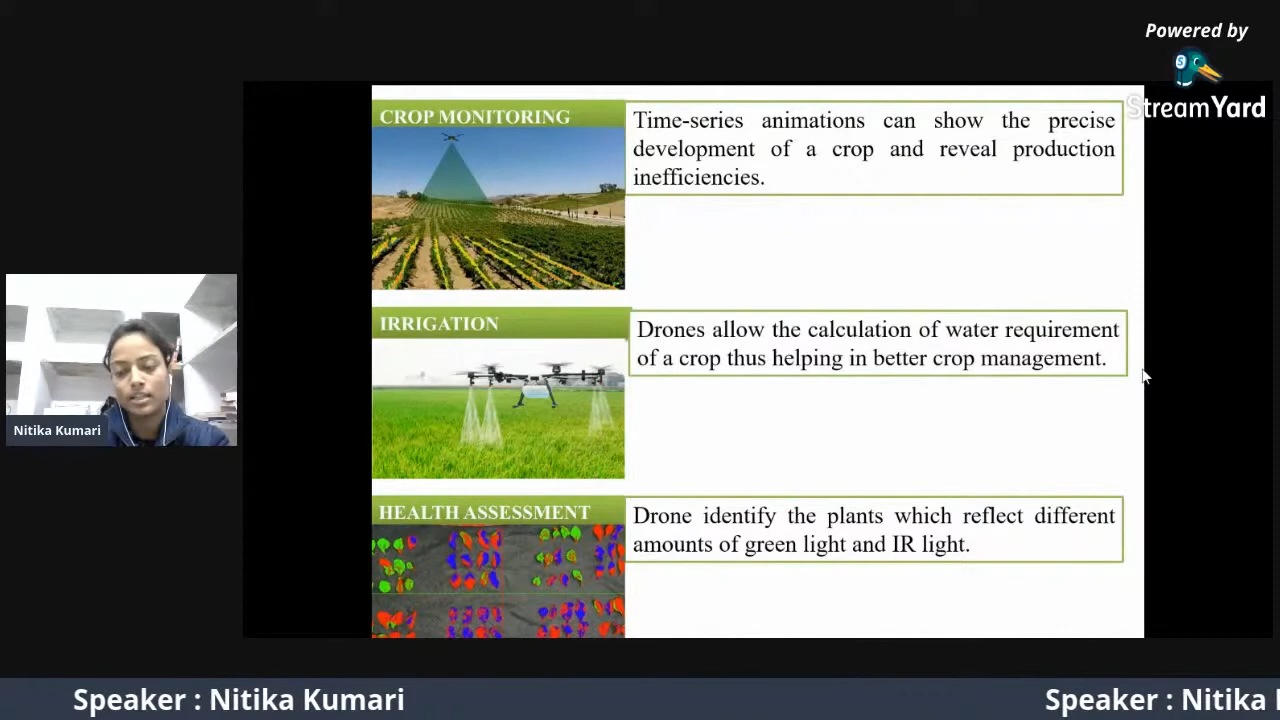 Powered by
StreamYard
CROP MONITORING
Time-series animations can show the precise
development of a crop and reveal production
inefficiencies.
IRRIGATION
Drones allow the calculation of water requirement
of a crop thus helping in better crop management.
Nitika Kumari
HEALTH ASSESSMENT
Drone identify the plants which reflect different
amounts of green light and IR light.
Speaker : Nitika Kumari
Speaker : Nitika